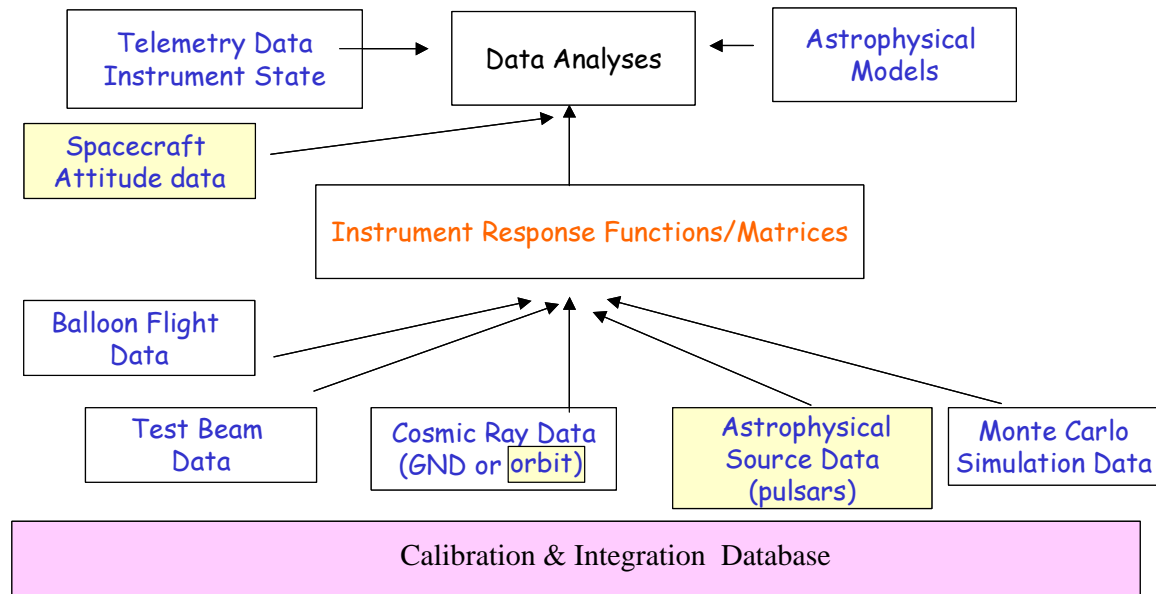 Telemetry Data
Instrument State
Data Analyses
Astrophysical
Models
Spacecraft
Attitude data
Instrument Response Functions/Matrices
Balloon Flight
Data
Test Beam
Data
Cosmic Ray Data
(GND or orbit)
Astrophysical
Source Data
(pulsars)
Monte Carlo
Simulation Data
Calibration & Integration Database